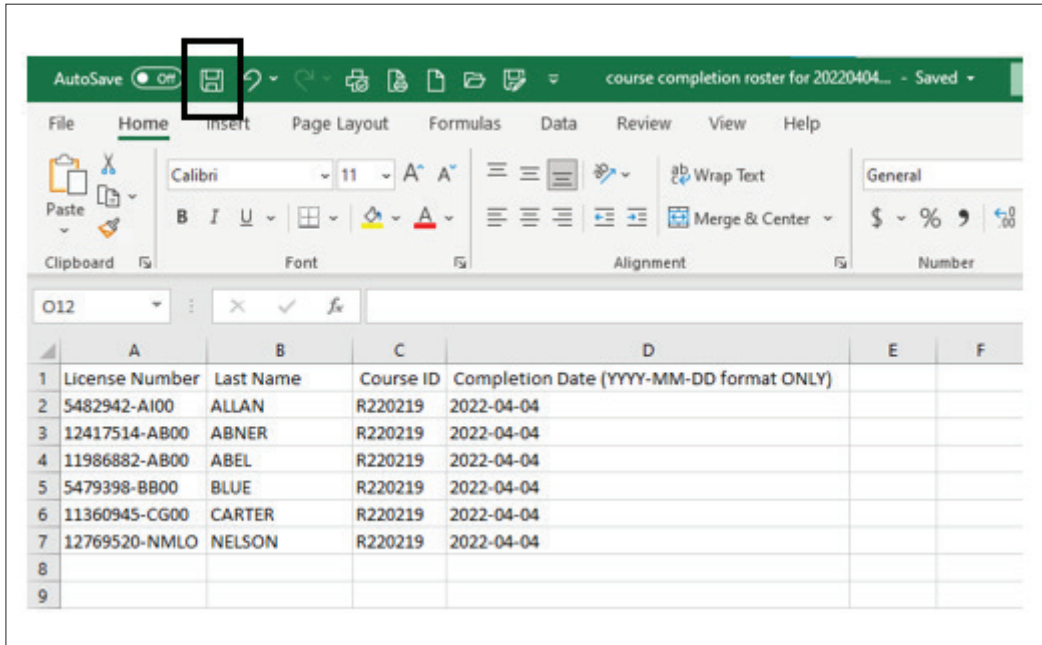 AutoSave Off course completion roster for 20220404... - Saved
File Home Insert Page Layout Formulas Data Review View Help
Calibri 11 A A ab Wrap Text General
Paste B I U A Merge & Center $ % 9 .00
Clipboard Font Alignment Number
O12 fx
A B C D E F
1 License Number Last Name Course ID Completion Date (YYYY-MM-DD format ONLY)
2 5482942-AI00 ALLAN R220219 2022-04-04
3 12417514-AB00 ABNER R220219 2022-04-04
4 11986882-AB00 ABEL R220219 2022-04-04
5 5479398-BB00 BLUE R220219 2022-04-04
6 11360945-CG00 CARTER R220219 2022-04-04
7 12769520-NMLO NELSON R220219 2022-04-04
8
9